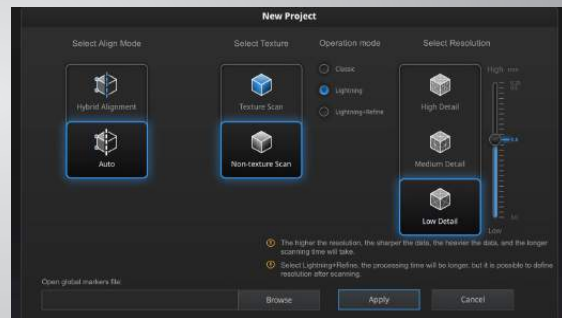 New Project
Select Align Mode
Select Texture
Operation mode
Select Resolution
Hybrid Alignment
Auto
Texture Scan
Non-texture Scan
Classic
Lightning
Lightning+Refine
High mm
High Detail
Medium Detail
Low Detail
Low
The higher the resolution, the sharper the data, the heavier the data, and the longer
scanning time will take.
Select Lightning+Refine, the processing time will be longer, but it is possible to define
resolution after scanning.
Open global markers file:
Browse
Apply
Cancel